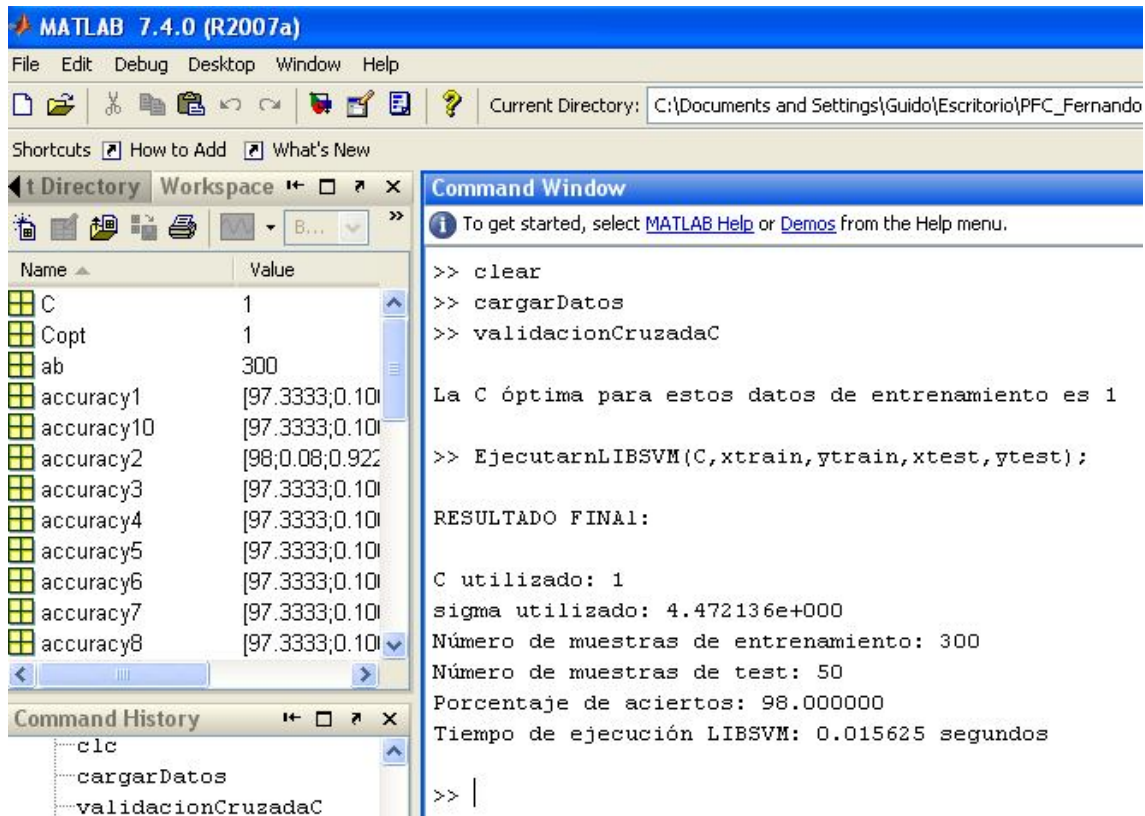 MATLAB 7.4.0 (R2007a)
File Edit Debug Desktop Window Help
Current Directory: C:\Documents and Settings\Guido\Escritorio\PFC_Fernando
Shortcuts How to Add What's New
t Directory Workspace
B...
Name Value
C 1
Copt 1
ab 300
accuracy1 [97.3333;0.10
accuracy10 [97.3333;0.10
accuracy2 [98;0.08;0.922
accuracy3 [97.3333;0.10
accuracy4 [97.3333;0.10
accuracy5 [97.3333;0.10
accuracy6 [97.3333;0.10
accuracy7 [97.3333;0.10
accuracy8 [97.3333;0.10
Command History
clc
cargarDatos
validacionCruzadaC
Command Window
To get started, select MATLAB Help or Demos from the Help menu.
>> clear
>> cargarDatos
>> validacionCruzadaC
La C óptima para estos datos de entrenamiento es 1
>> EjecutarnLIBSVM(C,xtrain,ytrain,xtest,ytest);
RESULTADO FINAl:
C utilizado: 1
sigma utilizado: 4.472136e+000
Número de muestras de entrenamiento: 300
Número de muestras de test: 50
Porcentaje de aciertos: 98.000000
Tiempo de ejecución LIBSVM: 0.015625 segundos
>>